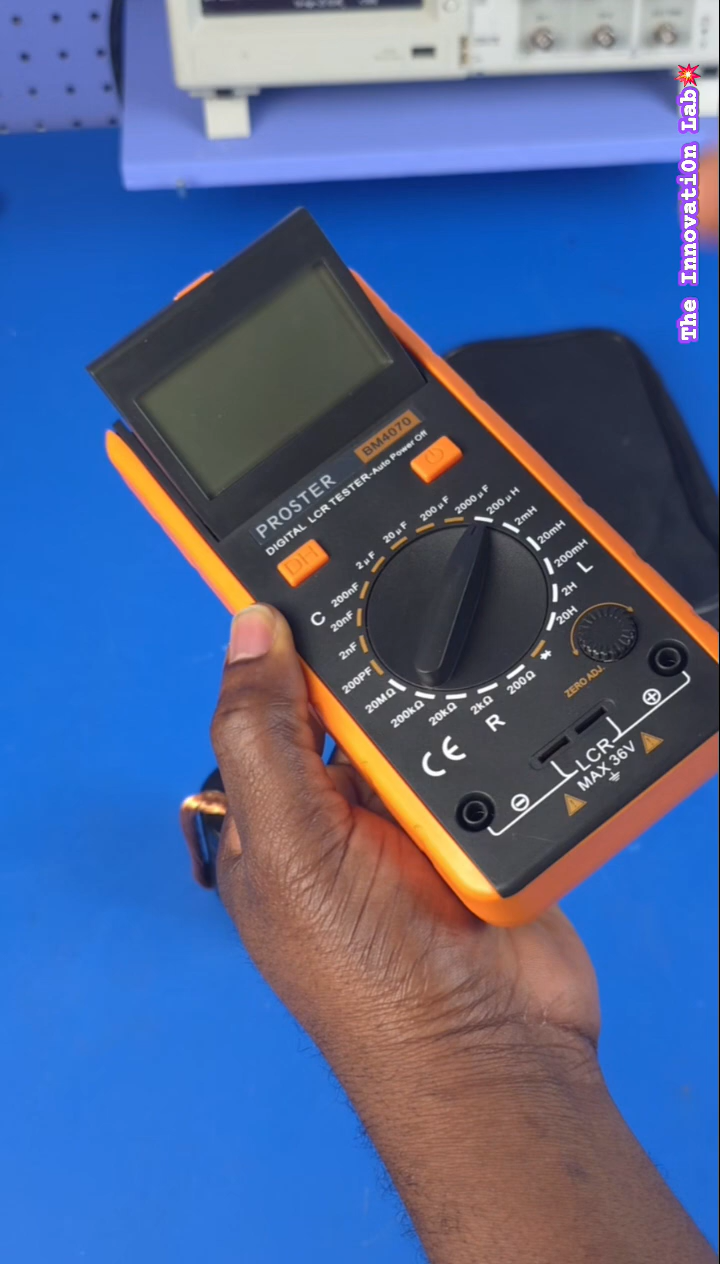 The Innovati0n Lab💥
PROSTER
BM4070
DIGITAL LCR TESTER-Auto Power Off
DH
C
200PF
2nF
20nF
200nF
2μF
20μF
200μF
2000μF
200μH
2mH
20mH
200mH
2H
20H
L
20MΩ
200kΩ
20kΩ
2kΩ
200Ω
R
ZERO ADJ.
CE
LCR
MAX 36V